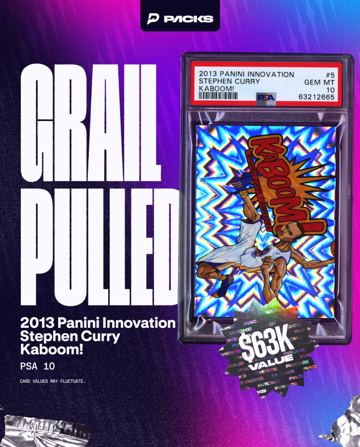 PACKS
GRAIL
PULLED
2013 PANINI INNOVATION #5
STEPHEN CURRY GEM MT
KABOOM! 10
PSA 63212665
KABOOM!
2013 Panini Innovation
Stephen Curry
Kaboom!
PSA 10
CARD VALUES MAY FLUCTUATE.
$63K
VALUE